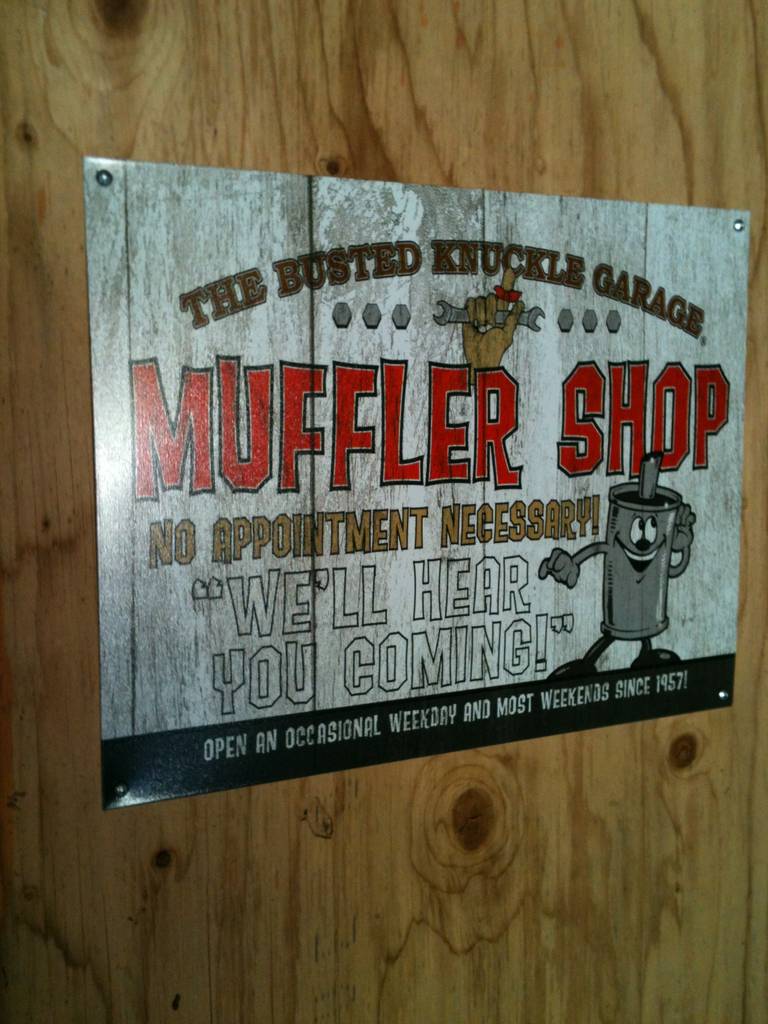 THE BUSTED KNUCKLE GARAGE®
MUFFLER SHOP
NO APPOINTMENT NECESSARY!
“WE'LL HEAR
YOU COMING!”
OPEN AN OCCASIONAL WEEKDAY AND MOST WEEKENDS SINCE 1957!